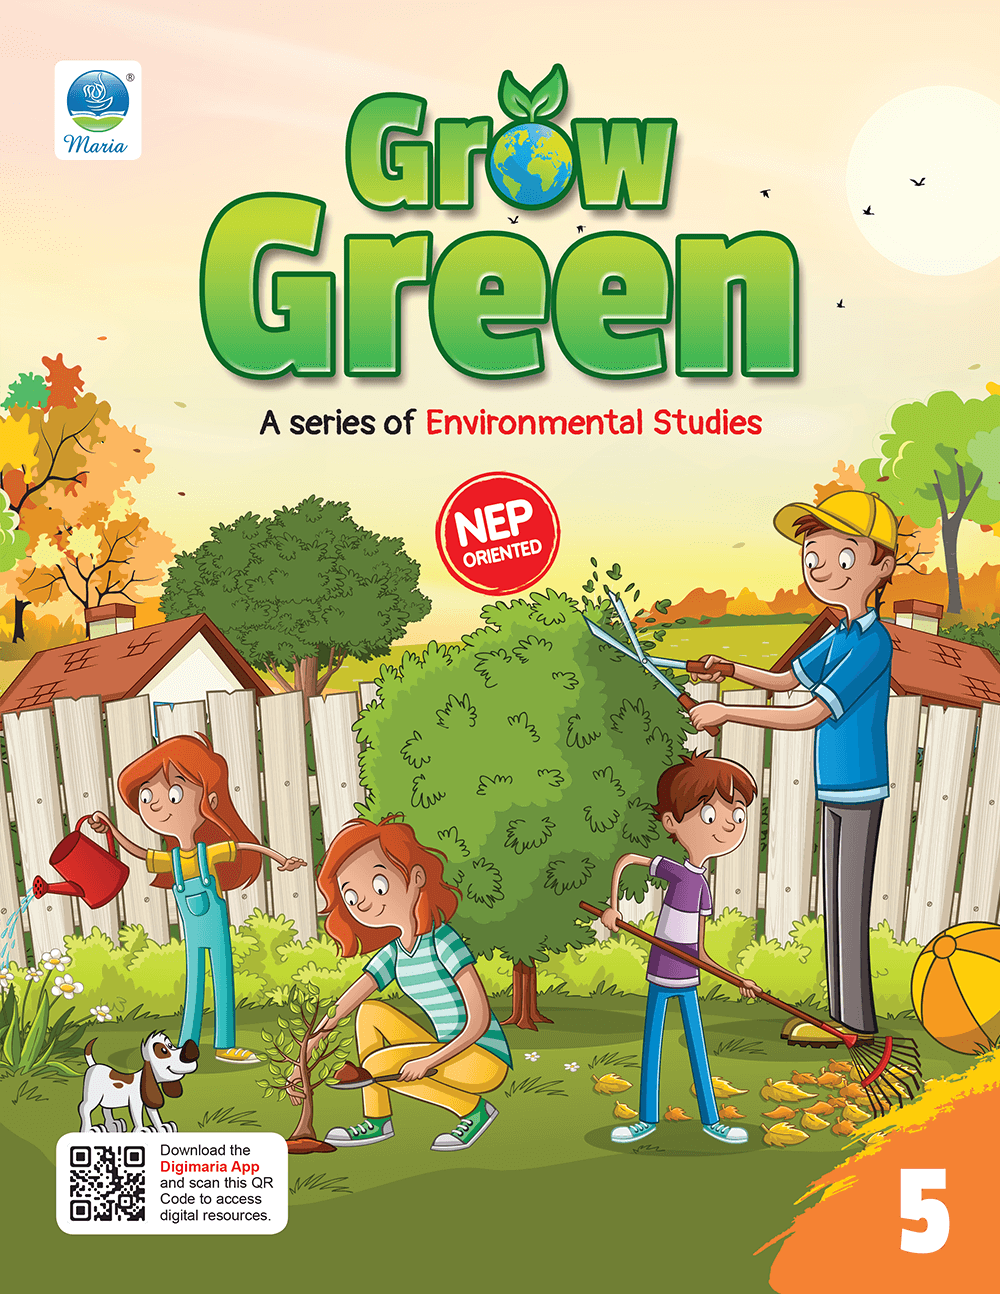 ®
Maria
Grow
Green
A series of Environmental Studies
NEP
ORIENTED
Download the
Digimaria App
and scan this QR
Code to access
digital resources.
5